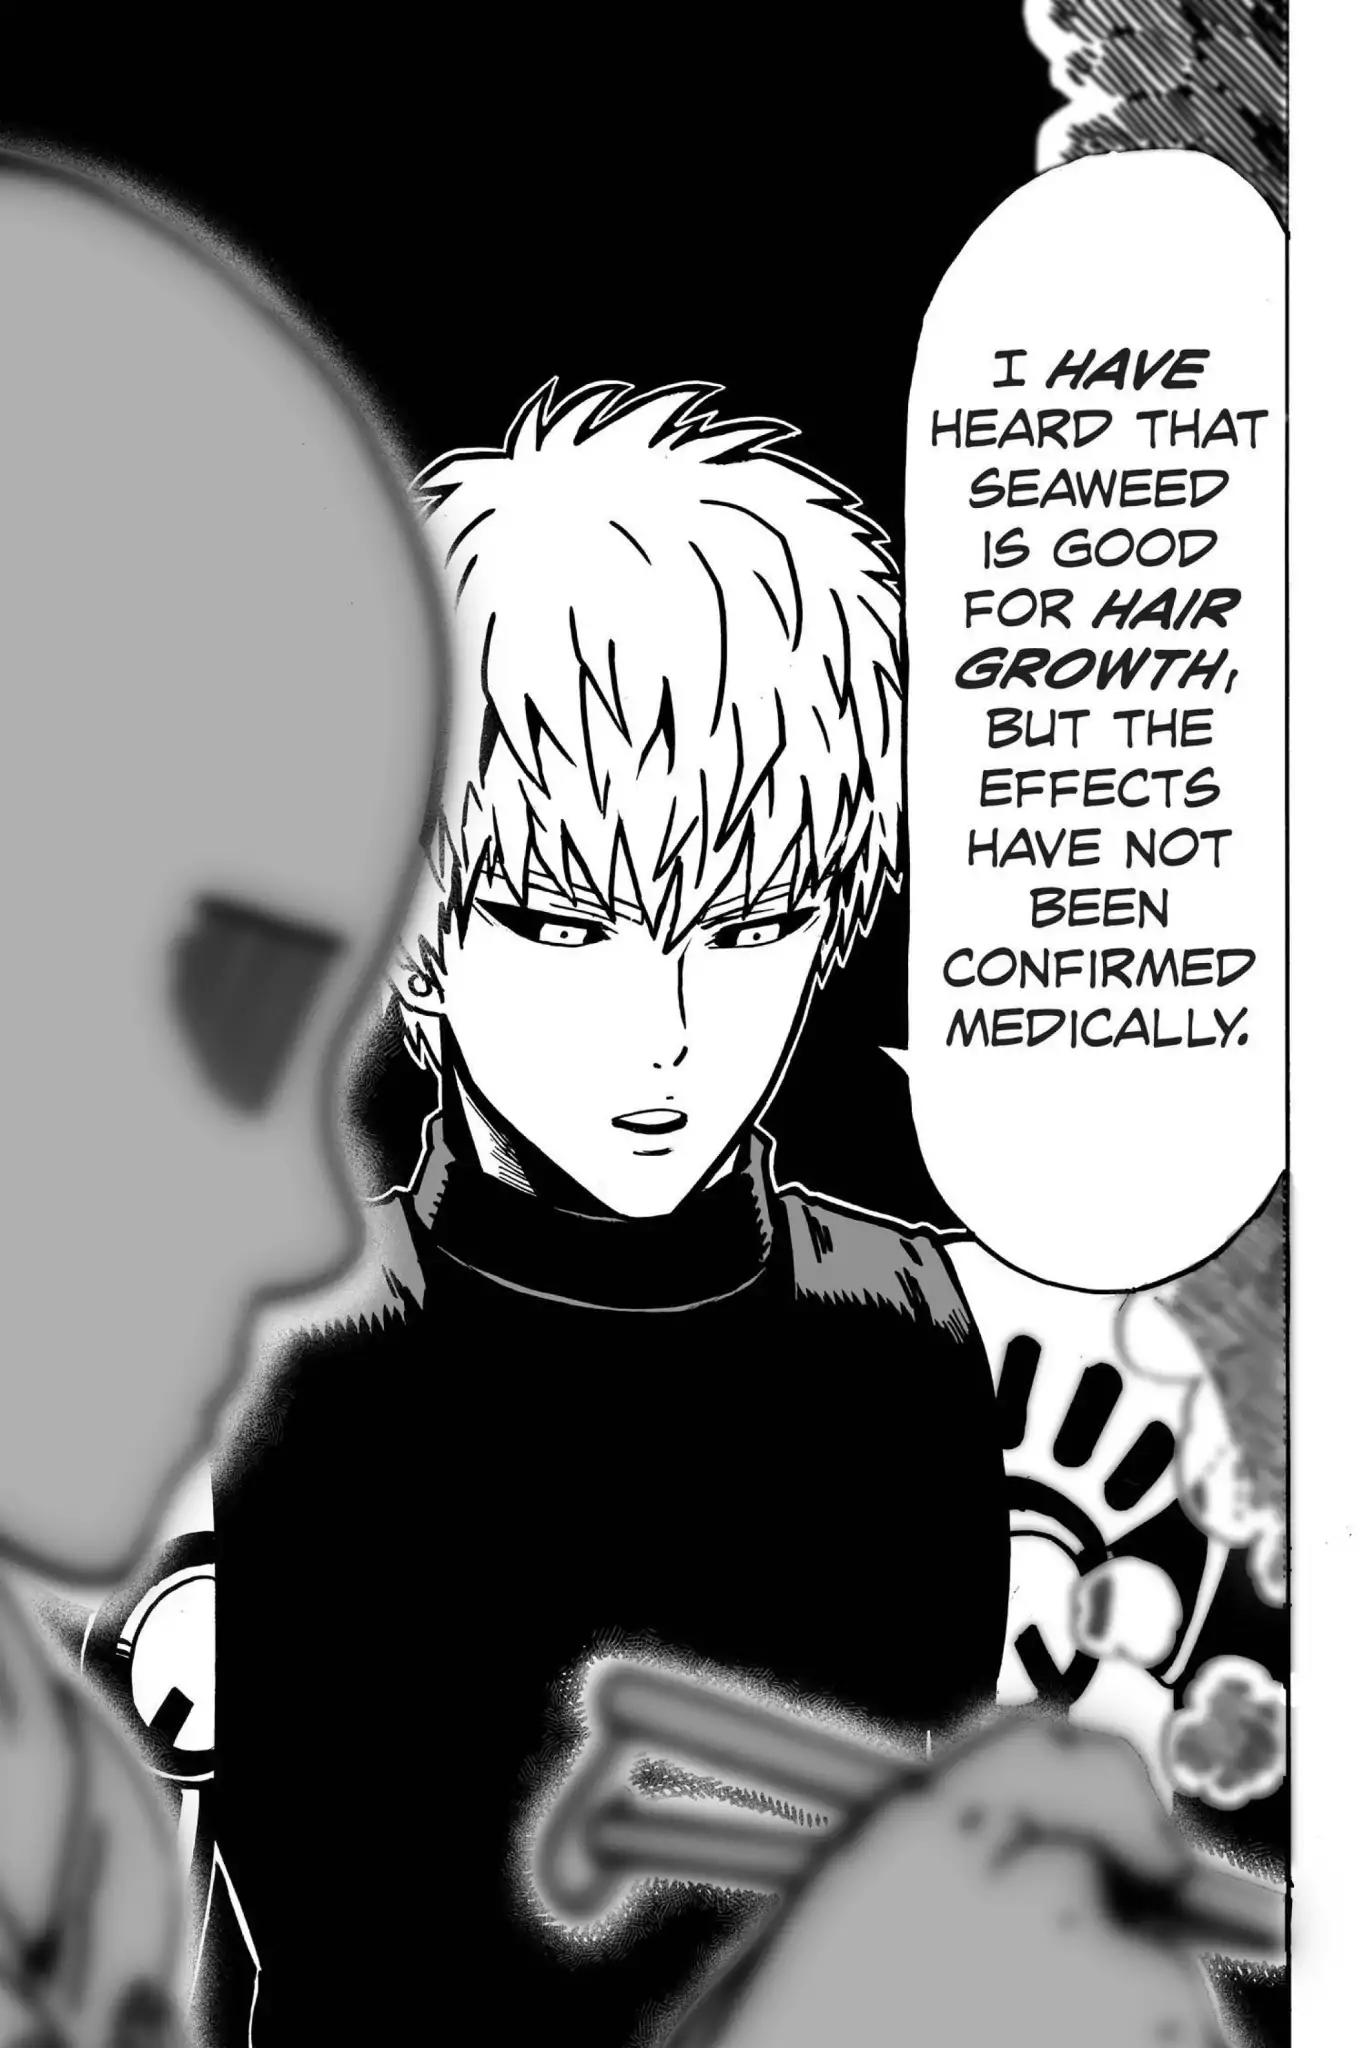 I HAVE
HEARD THAT
SEAWEED
IS GOOD
FOR HAIR
GROWTH,
BUT THE
EFFECTS
HAVE NOT
BEEN
CONFIRMED
MEDICALLY.